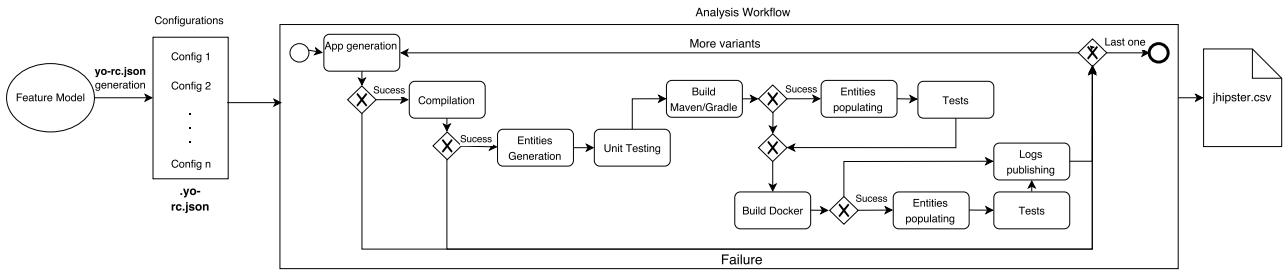 Analysis Workflow
Configurations
Feature Model
yo-rc.json
generation
Config 1
Config 2
.
.
.
Config n
.yo-
rc.json
App generation
More variants
Last one
X
X
Sucess
Compilation
X
Sucess
Entities
Generation
Unit Testing
Build
Maven/Gradle
X
Sucess
Entities
populating
Tests
X
Build Docker
X
Sucess
Entities
populating
Tests
Logs
publishing
Failure
jhipster.csv